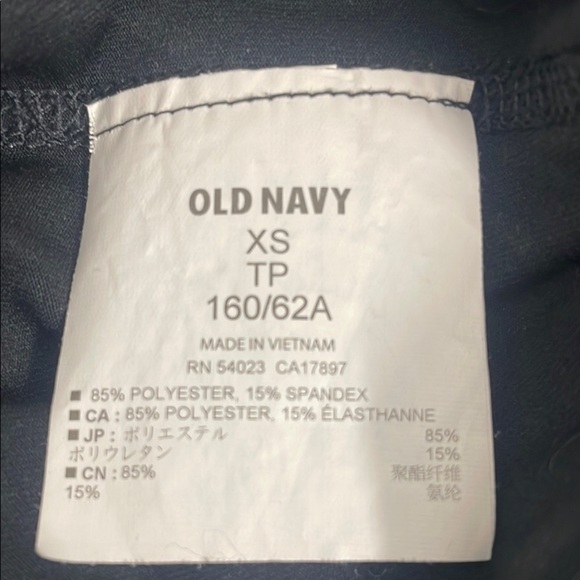 OLD NAVY
XS
TP
160/62A
MADE IN VIETNAM
RN 54023 CA17897
■ 85% POLYESTER, 15% SPANDEX
■ CA : 85% POLYESTER, 15% ÉLASTHANNE
■ JP : ポリエステル 85%
ポリウレタン 15%
■ CN : 85% 聚酯纤维
15% 氨纶